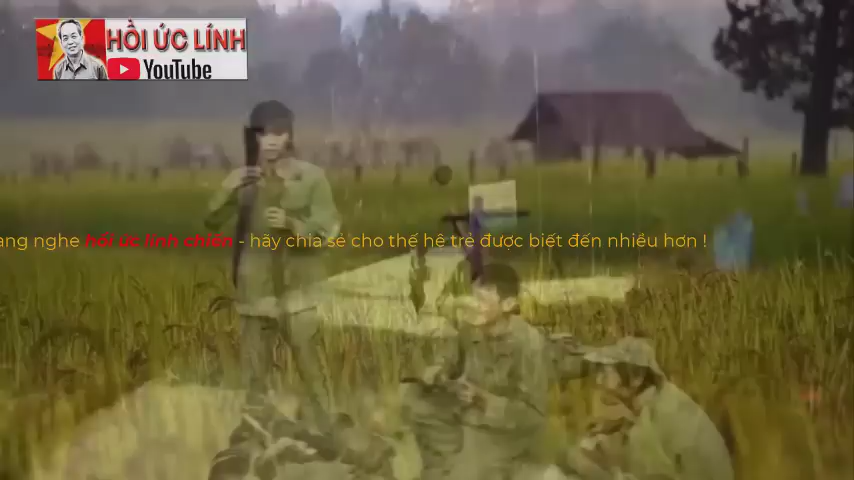 HỒI ỨC LÍNH
YouTube
ang nghe hồi ức lính chiến - hãy chia sẻ cho thế hệ trẻ được biết đến nhiều hơn !